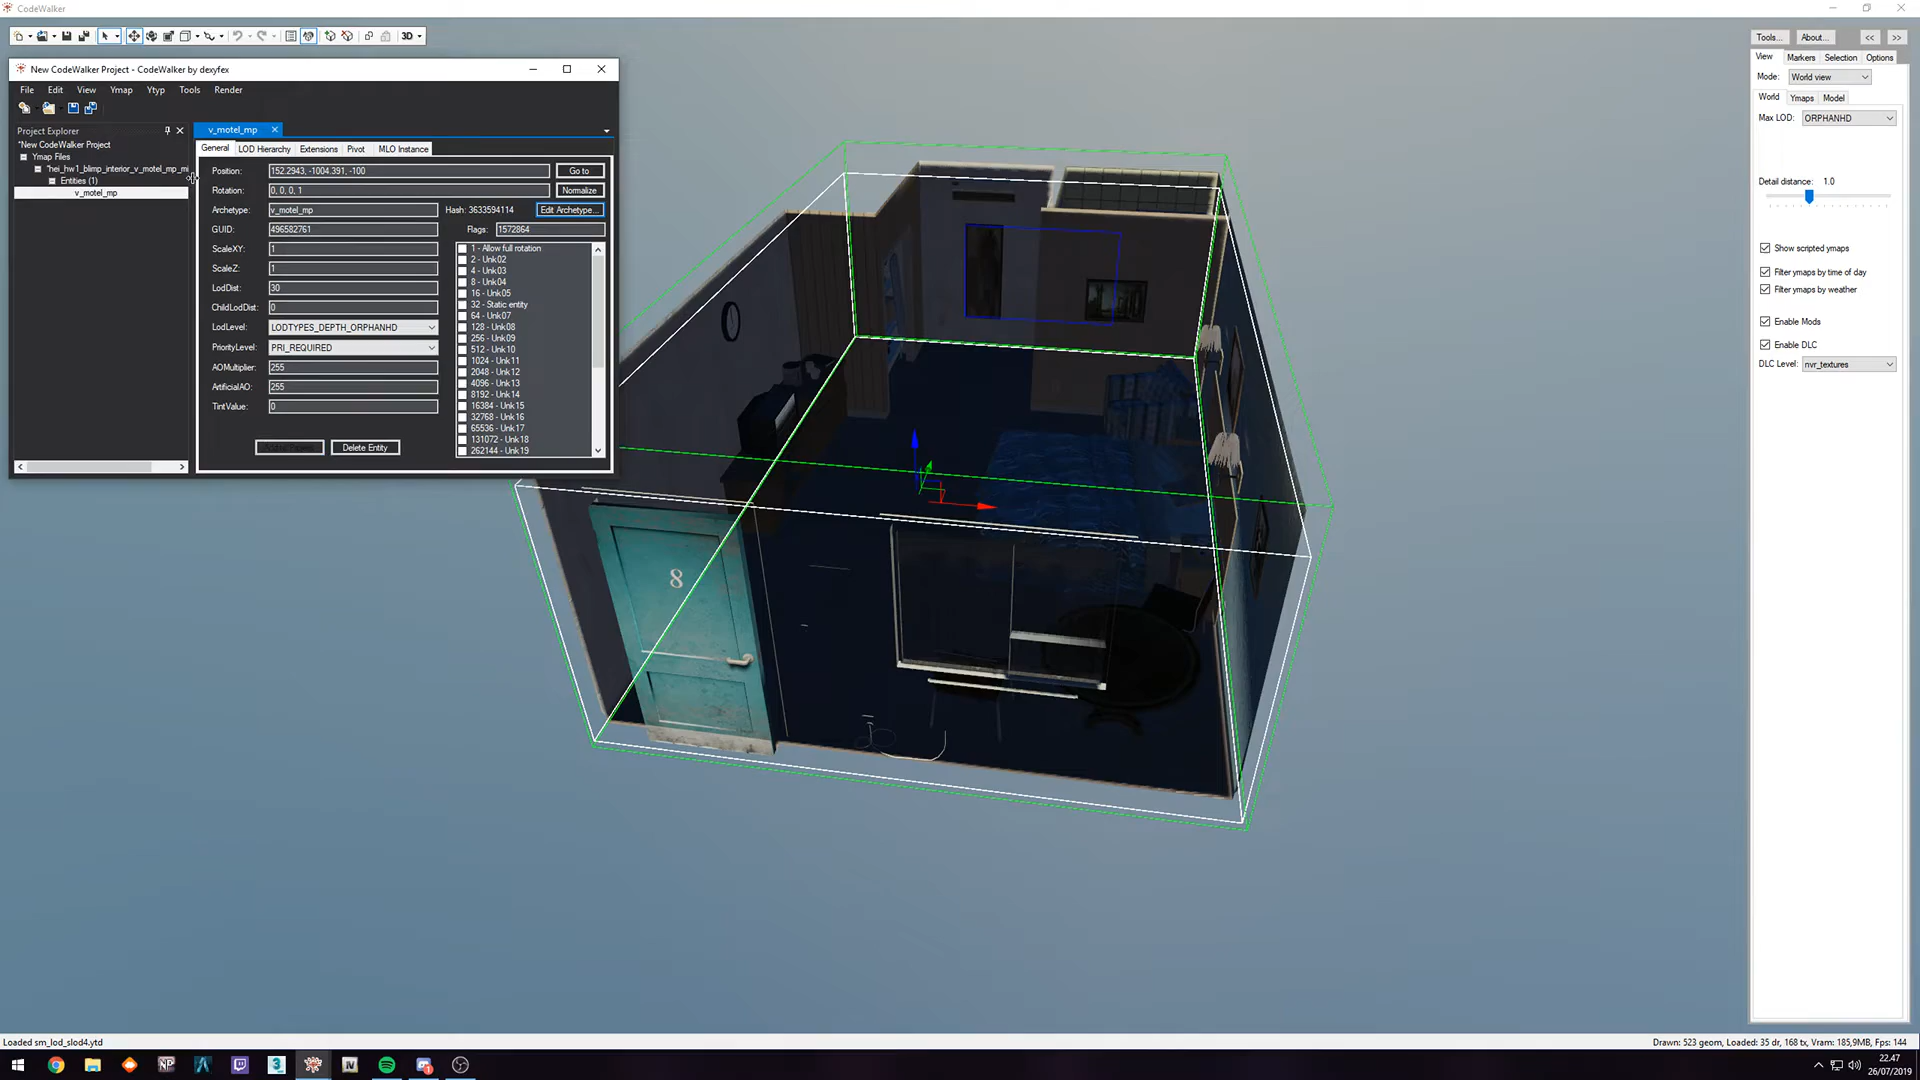 CodeWalker
3D
Tools...
About...
<<
>>
View
Markers
Selection
Options
Mode:
World view
World
Ymaps
Model
Max LOD:
ORPHANHD
Detail distance:
1.0
Show scripted ymaps
Filter ymaps by time of day
Filter ymaps by weather
Enable Mods
Enable DLC
DLC Level:
nvr_textures
New CodeWalker Project - CodeWalker by dexyfex
File
Edit
View
Ymap
Ytyp
Tools
Render
Project Explorer
*New CodeWalker Project
Ymap Files
*hei_hw1_blimp_interior_v_motel_mp_mi
Entities (1)
v_motel_mp
v_motel_mp
General
LOD Hierarchy
Extensions
Pivot
MLO Instance
Position:
152.2943, -1004.391, -100
Go to
Rotation:
0, 0, 0, 1
Normalize
Archetype:
v_motel_mp
Hash: 3633594114
Edit Archetype...
GUID:
496582761
Flags:
1572864
ScaleXY:
1
ScaleZ:
1
LodDist:
30
ChildLodDist:
0
LodLevel:
LODTYPES_DEPTH_ORPHANHD
PriorityLevel:
PRI_REQUIRED
AOMultiplier:
255
ArtificialAO:
255
TintValue:
0
1 - Allow full rotation
2 - Unk02
4 - Unk03
8 - Unk04
16 - Unk05
32 - Static entity
64 - Unk07
128 - Unk08
256 - Unk09
512 - Unk10
1024 - Unk11
2048 - Unk12
4096 - Unk13
8192 - Unk14
16384 - Unk15
32768 - Unk16
65536 - Unk17
131072 - Unk18
262144 - Unk19
Delete Entity
8
Loaded sm_lod_slod4.ytd
Drawn: 523 geom, Loaded: 35 dr, 168 tx, Vram: 185,9MB, Fps: 144
NP
3
IV
22.47
26/07/2019